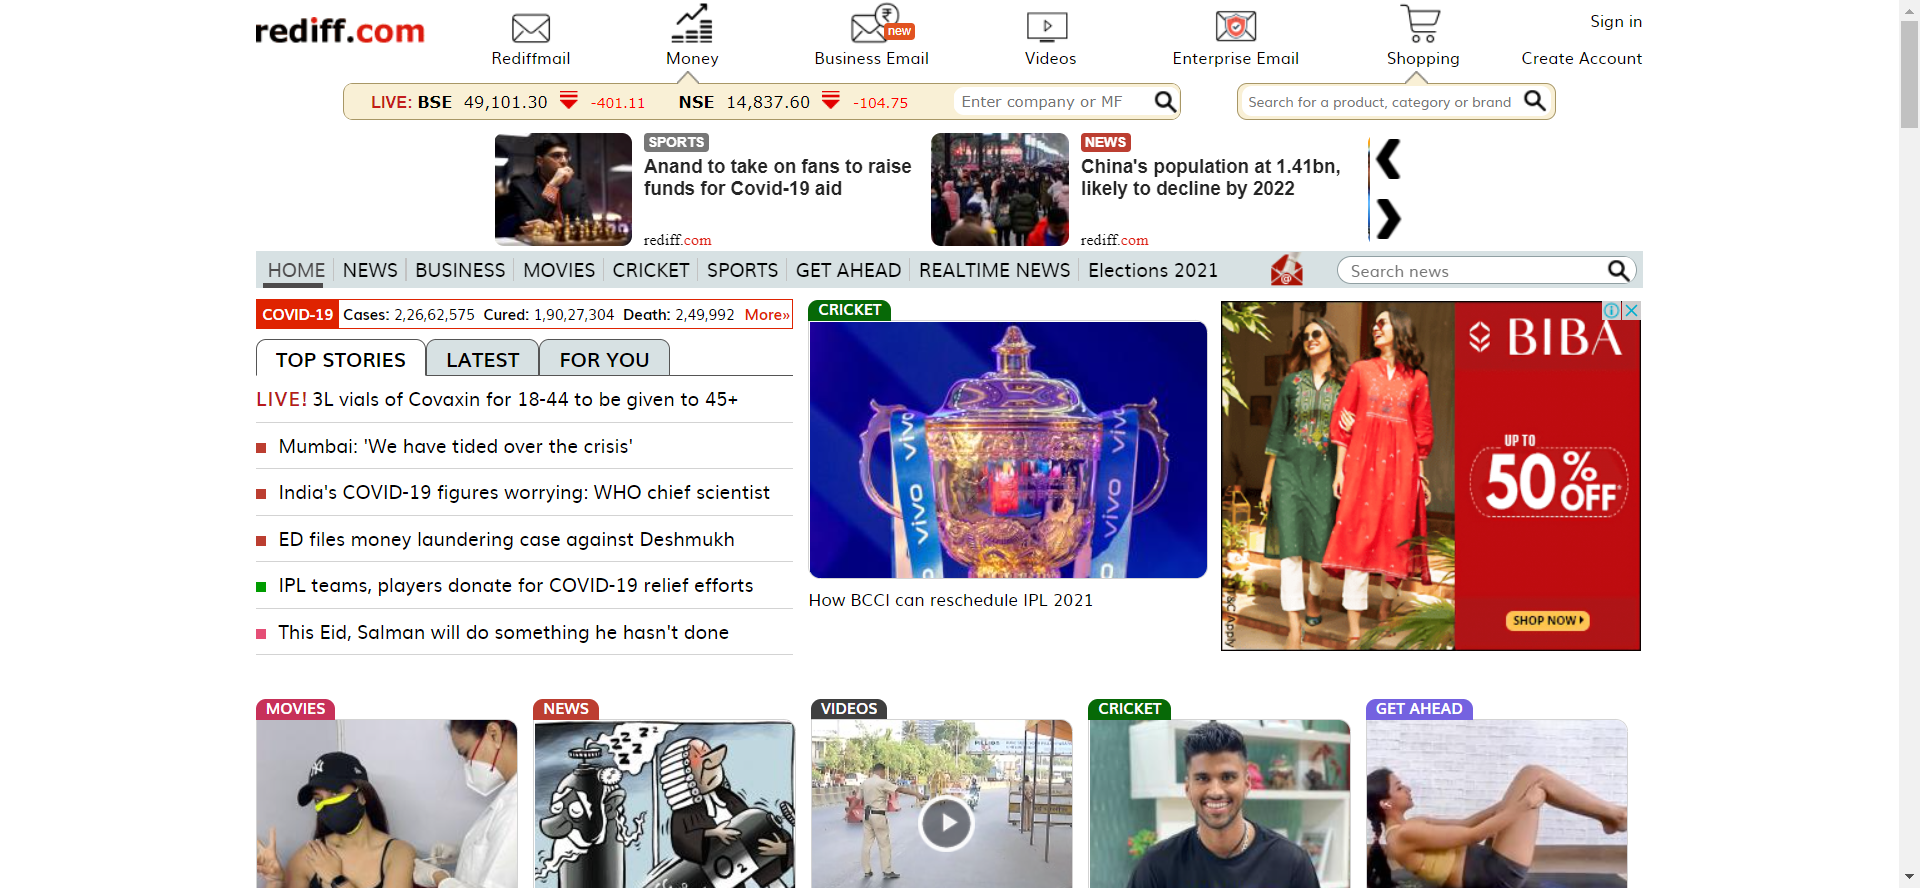 rediff.com
Rediffmail
Money
new
Business Email
Videos
Enterprise Email
Shopping
Sign in
Create Account
LIVE: BSE 49,101.30 -401.11 NSE 14,837.60 -104.75
Enter company or MF
Search for a product, category or brand
SPORTS
Anand to take on fans to raise
funds for Covid-19 aid
rediff.com
NEWS
China's population at 1.41bn,
likely to decline by 2022
rediff.com
HOME NEWS BUSINESS MOVIES CRICKET SPORTS GET AHEAD REALTIME NEWS Elections 2021
Search news
COVID-19 Cases: 2,26,62,575 Cured: 1,90,27,304 Death: 2,49,992 More»
TOP STORIES LATEST FOR YOU
LIVE! 3L vials of Covaxin for 18-44 to be given to 45+
Mumbai: 'We have tided over the crisis'
India's COVID-19 figures worrying: WHO chief scientist
ED files money laundering case against Deshmukh
IPL teams, players donate for COVID-19 relief efforts
This Eid, Salman will do something he hasn't done
CRICKET
vivo
vivo
vivo
vivo
How BCCI can reschedule IPL 2021
BIBA
UP TO
50% OFF*
SHOP NOW
T&C Apply
MOVIES
NEWS
zzzzz
O2
VIDEOS
CRICKET
GET AHEAD